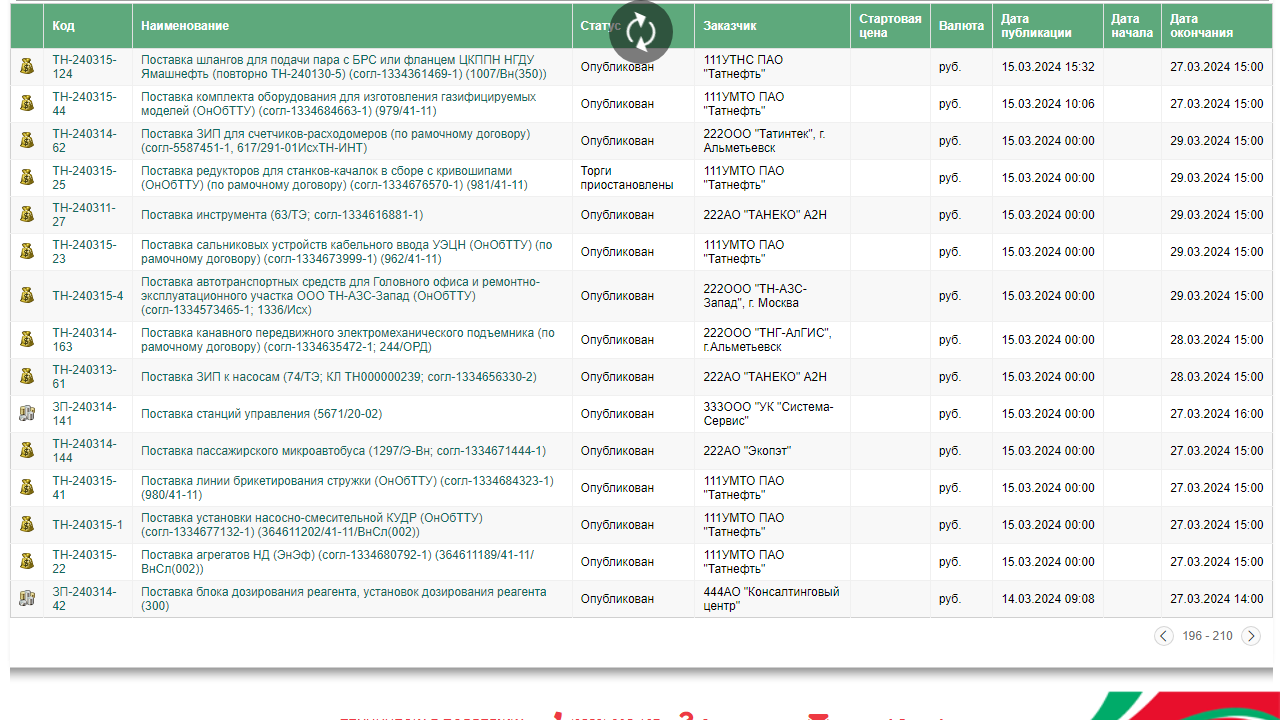 Код Наименование Статус Заказчик Стартовая цена Валюта Дата публикации Дата начала Дата окончания
ТН-240315-124 Поставка шлангов для подачи пара с БРС или фланцем ЦКППН НГДУ Ямашнефть (повторно ТН-240130-5) (согл-1334361469-1) (1007/Вн(350)) Опубликован 111УТНС ПАО "Татнефть" руб. 15.03.2024 15:32 27.03.2024 15:00
ТН-240315-44 Поставка комплекта оборудования для изготовления газифицируемых моделей (ОнОбТТУ) (согл-1334684663-1) (979/41-11) Опубликован 111УМТО ПАО "Татнефть" руб. 15.03.2024 10:06 27.03.2024 15:00
ТН-240314-62 Поставка ЗИП для счетчиков-расходомеров (по рамочному договору) (согл-5587451-1, 617/291-01ИсхТН-ИНТ) Опубликован 222ООО "Татинтек", г. Альметьевск руб. 15.03.2024 00:00 29.03.2024 15:00
ТН-240315-25 Поставка редукторов для станков-качалок в сборе с кривошипами (ОнОбТТУ) (по рамочному договору) (согл-1334676570-1) (981/41-11) Торги приостановлены 111УМТО ПАО "Татнефть" руб. 15.03.2024 00:00 29.03.2024 15:00
ТН-240311-27 Поставка инструмента (63/ТЭ; согл-1334616881-1) Опубликован 222АО "ТАНЕКО" А2Н руб. 15.03.2024 00:00 29.03.2024 15:00
ТН-240315-23 Поставка сальниковых устройств кабельного ввода УЭЦН (ОнОбТТУ) (по рамочному договору) (согл-1334673999-1) (962/41-11) Опубликован 111УМТО ПАО "Татнефть" руб. 15.03.2024 00:00 29.03.2024 15:00
ТН-240315-4 Поставка автотранспортных средств для Головного офиса и ремонтно-эксплуатационного участка ООО ТН-АЗС-Запад (ОнОбТТУ) (согл-1334573465-1; 1336/Исх) Опубликован 222ООО "ТН-АЗС-Запад", г. Москва руб. 15.03.2024 00:00 29.03.2024 15:00
ТН-240314-163 Поставка канавного передвижного электромеханического подъемника (по рамочному договору) (согл-1334635472-1; 244/ОРД) Опубликован 222ООО "ТНГ-АлГИС", г.Альметьевск руб. 15.03.2024 00:00 28.03.2024 15:00
ТН-240313-61 Поставка ЗИП к насосам (74/ТЭ; КЛ ТН000000239; согл-1334656330-2) Опубликован 222АО "ТАНЕКО" А2Н руб. 15.03.2024 00:00 28.03.2024 15:00
ЗП-240314-141 Поставка станций управления (5671/20-02) Опубликован 333ООО "УК "Система-Сервис" руб. 15.03.2024 00:00 27.03.2024 16:00
ТН-240314-144 Поставка пассажирского микроавтобуса (1297/Э-Вн; согл-1334671444-1) Опубликован 222АО "Экопэт" руб. 15.03.2024 00:00 27.03.2024 15:00
ТН-240315-41 Поставка линии брикетирования стружки (ОнОбТТУ) (согл-1334684323-1) (980/41-11) Опубликован 111УМТО ПАО "Татнефть" руб. 15.03.2024 00:00 27.03.2024 15:00
ТН-240315-1 Поставка установки насосно-смесительной КУДР (ОнОбТТУ) (согл-1334677132-1) (364611202/41-11/ВнСл(002)) Опубликован 111УМТО ПАО "Татнефть" руб. 15.03.2024 00:00 27.03.2024 15:00
ТН-240315-22 Поставка агрегатов НД (ЭнЭф) (согл-1334680792-1) (364611189/41-11/ВнСл(002)) Опубликован 111УМТО ПАО "Татнефть" руб. 15.03.2024 00:00 27.03.2024 15:00
ЗП-240314-42 Поставка блока дозирования реагента, установок дозирования реагента (300) Опубликован 444АО "Консалтинговый центр" руб. 14.03.2024 09:08 27.03.2024 14:00
196 - 210